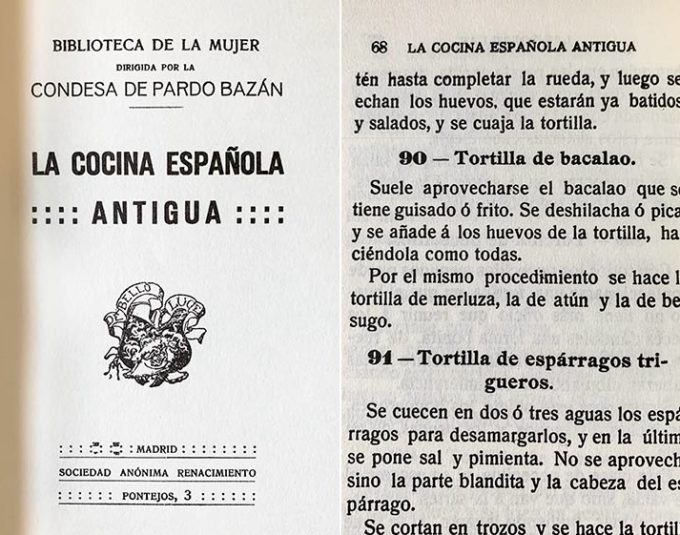 BIBLIOTECA DE LA MUJER
DIRIGIDA POR LA
CONDESA DE PARDO BAZÁN
LA COCINA ESPAÑOLA
:::: ANTIGUA ::::
DE BELLO LUCE
: : : : MADRID : : : : : : : :
SOCIEDAD ANÓNIMA RENACIMIENTO
: : : : : : PONTEJOS, 3 : : : : : :
68 LA COCINA ESPAÑOLA ANTIGUA
tén hasta completar la rueda, y luego se
echan los huevos, que estarán ya batidos
y salados, y se cuaja la tortilla.
90 — Tortilla de bacalao.
Suele aprovecharse el bacalao que se
tiene guisado ó frito. Se deshilacha ó pica
y se añade á los huevos de la tortilla, ha-
ciéndola como todas.
Por el mismo procedimiento se hace l
tortilla de merluza, la de atún y la de be
sugo.
91 — Tortilla de espárragos tri-
gueros.
Se cuecen en dos ó tres aguas los espá
rragos para desamargarlos, y en la últim
se pone sal y pimienta. No se aprovech
sino la parte blandita y la cabeza del es
párrago.
Se cortan en trozos y se hace la tortill